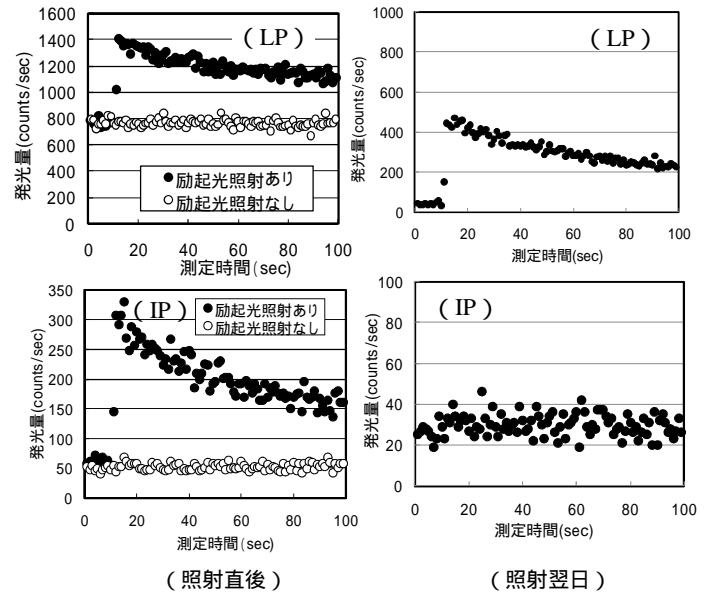 発光量(counts/sec)
1600
1400
1200
1000
800
600
400
200
0
( LP )
●励起光照射あり
○励起光照射なし
0 20 40 60 80 100
測定時間(sec)
発光量(counts/sec)
1000
800
600
400
200
0
( LP )
0 20 40 60 80 100
測定時間(sec)
発光量(counts/sec)
350
300
250
200
150
100
50
0
( IP )
●励起光照射あり
○励起光照射なし
0 20 40 60 80 100
測定時間(sec)
(照射直後)
発光量(counts/sec)
100
80
60
40
20
0
( IP )
0 20 40 60 80 100
測定時間(sec)
(照射翌日)